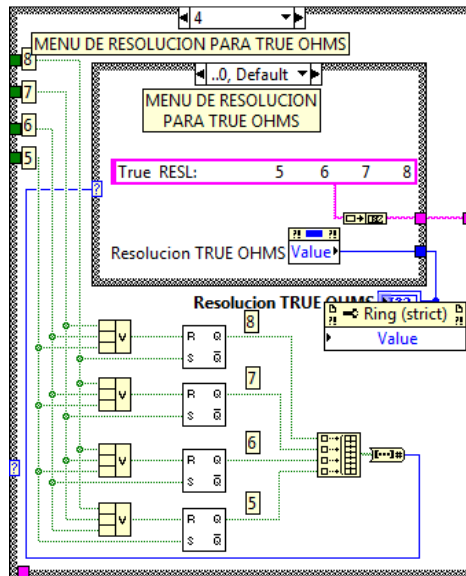 4
MENU DE RESOLUCION PARA TRUE OHMS
8
7
6
5
..0, Default
MENU DE RESOLUCION
PARA TRUE OHMS
True RESL: 5 6 7 8
Resolucion TRUE OHMS
Value
Resolucion TRUE OHMS
Ring (strict)
Value
8
V
R Q
S Q̅
7
V
R Q
S Q̅
6
V
R Q
S Q̅
5
V
R Q
S Q̅